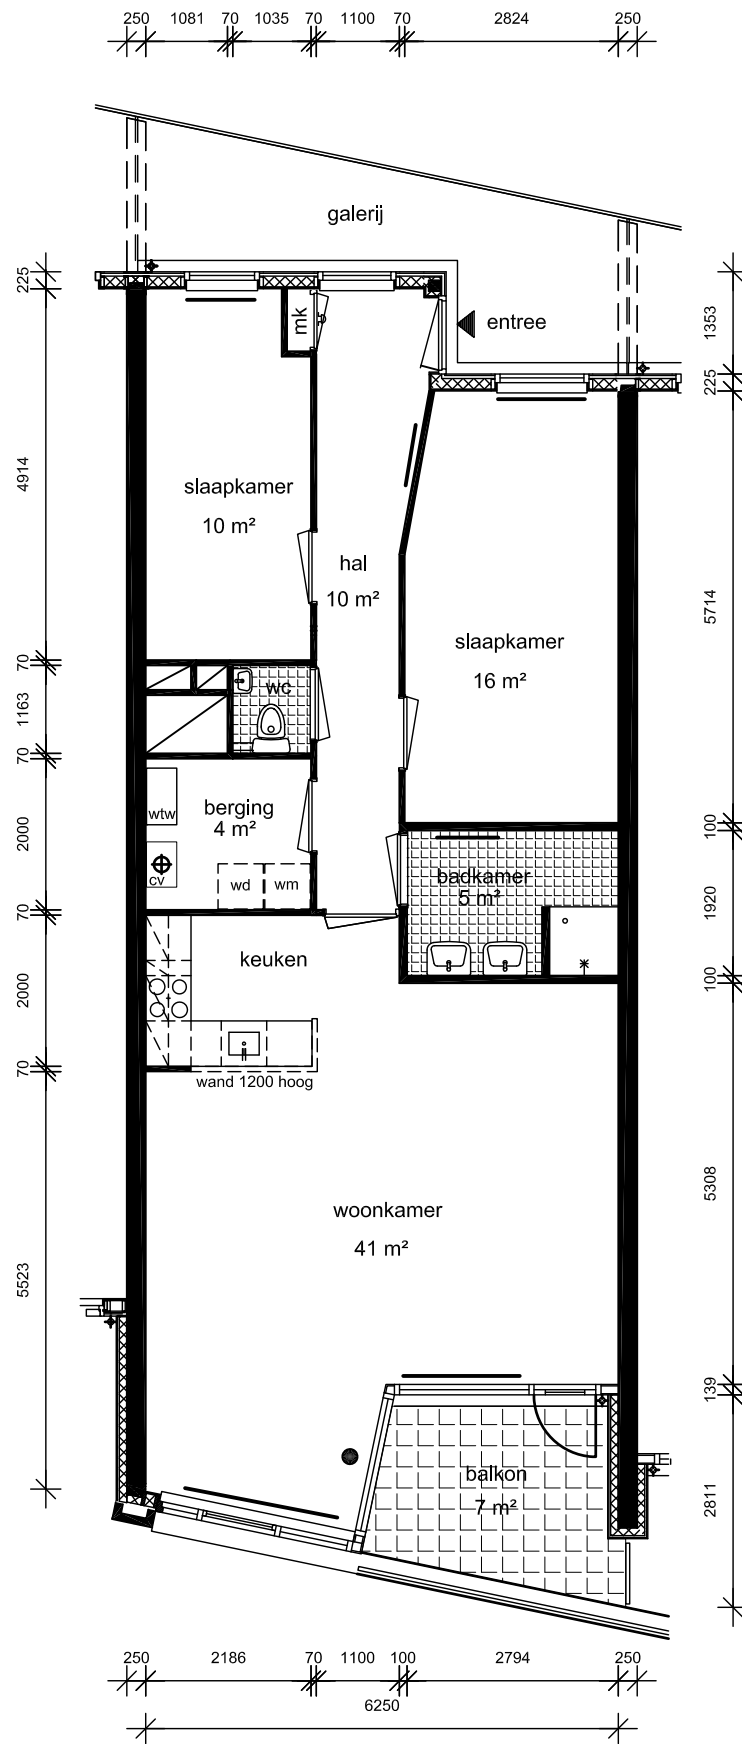 250 1081 70 1035 70 1100 70 2824 250
galerij
225
mk
entree
1353
225
4914
slaapkamer
10 m²
hal
10 m²
5714
slaapkamer
16 m²
70
wc
1163
70
berging
4 m²
wtw
2000
100
cv
wd
wm
badkamer
5 m²
1920
70
keuken
2000
100
70
wand 1200 hoog
5308
woonkamer
41 m²
5523
139
balkon
7 m²
2811
250 2186 70 1100 100 2794 250
6250